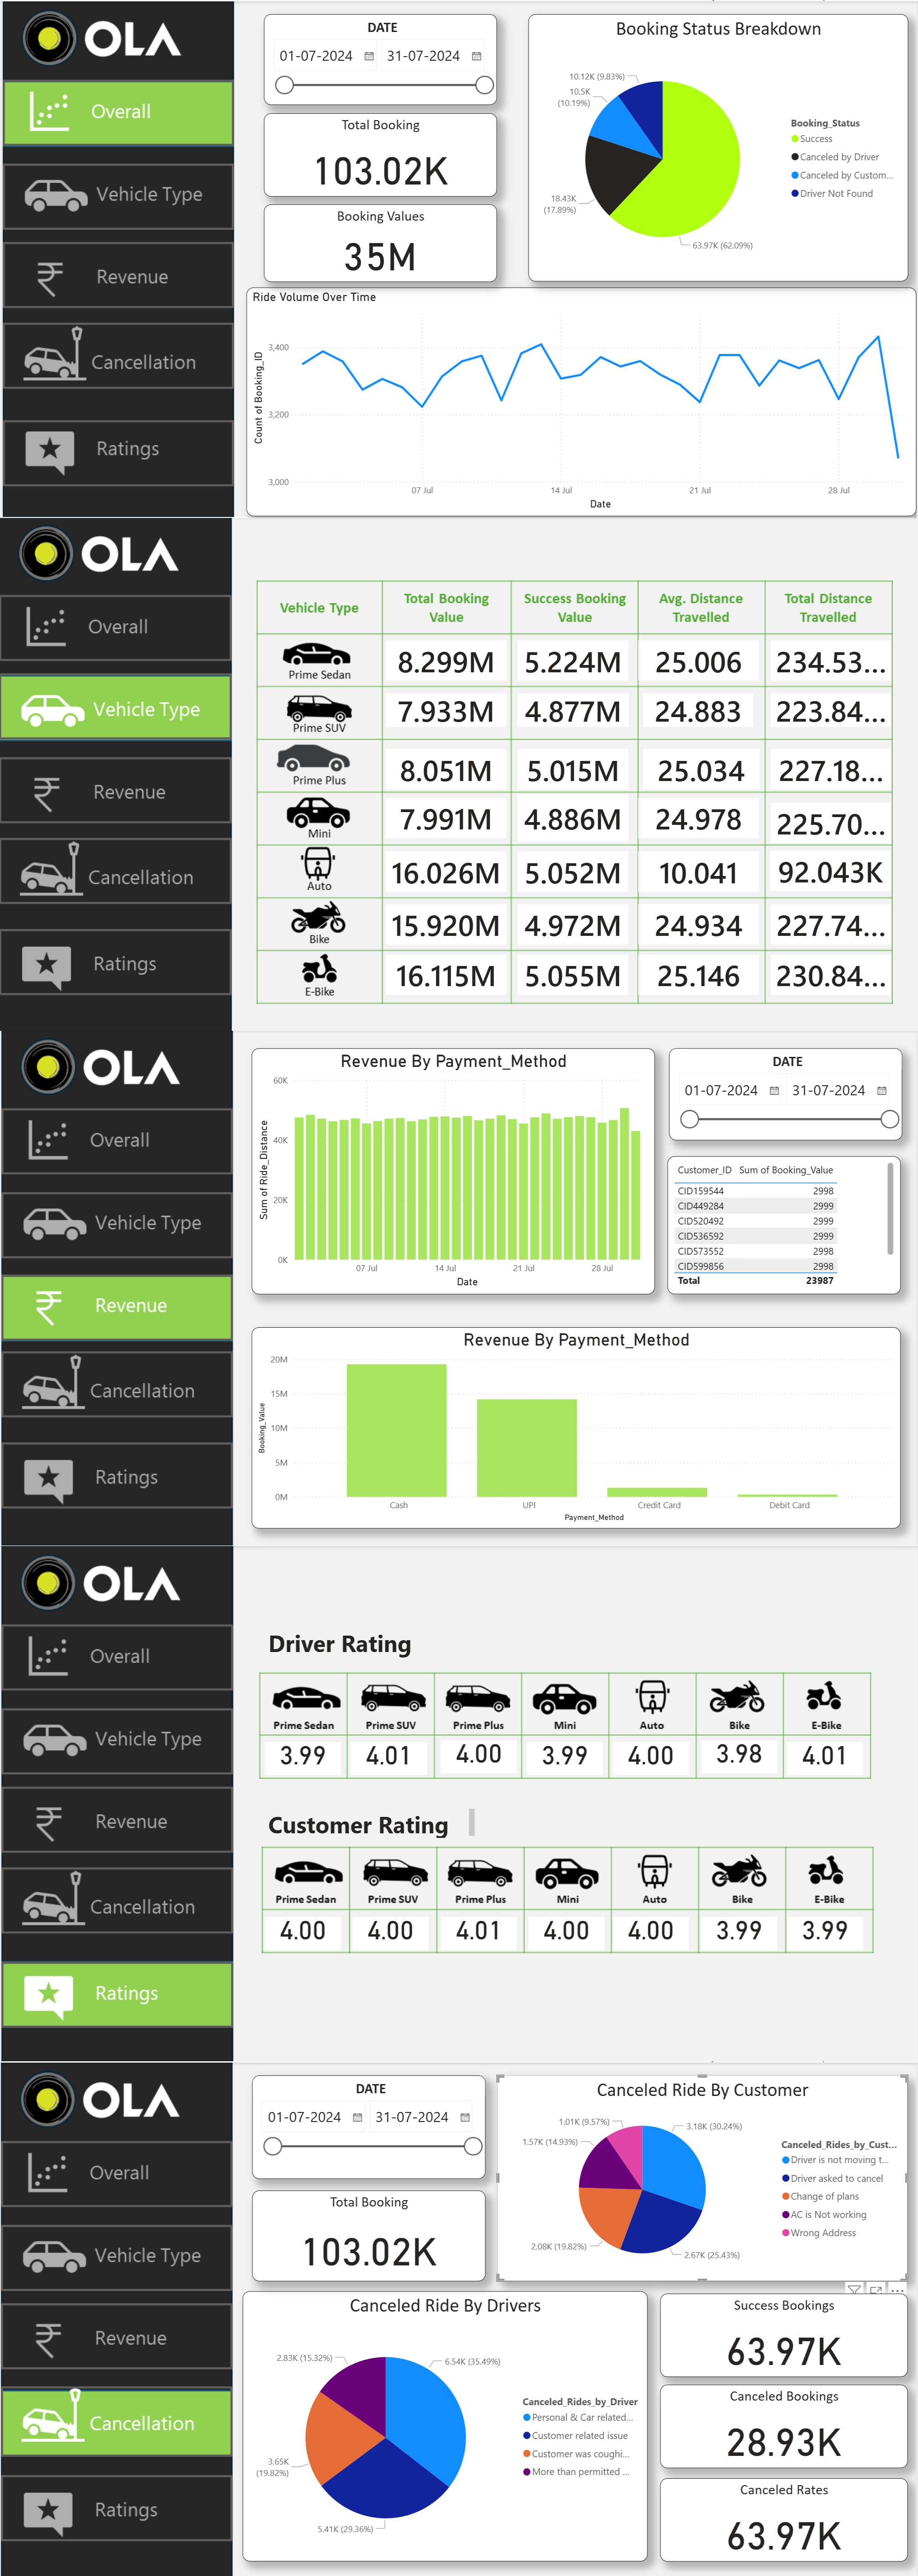 OLA
Overall
Vehicle Type
Revenue
Cancellation
Ratings
DATE
01-07-2024 31-07-2024
Total Booking
103.02K
Booking Values
35M
Booking Status Breakdown
10.12K (9.83%)
10.5K
(10.19%)
18.43K
(17.89%)
63.97K (62.09%)
Booking_Status
Success
Canceled by Driver
Canceled by Custom...
Driver Not Found
Ride Volume Over Time
Count of Booking_ID
3,400
3,200
3,000
07 Jul 14 Jul 21 Jul 28 Jul
Date
OLA
Overall
Vehicle Type
Revenue
Cancellation
Ratings
Vehicle Type Total Booking Value Success Booking Value Avg. Distance Travelled Total Distance Travelled
Prime Sedan 8.299M 5.224M 25.006 234.53...
Prime SUV 7.933M 4.877M 24.883 223.84...
Prime Plus 8.051M 5.015M 25.034 227.18...
Mini 7.991M 4.886M 24.978 225.70...
Auto 16.026M 5.052M 10.041 92.043K
Bike 15.920M 4.972M 24.934 227.74...
E-Bike 16.115M 5.055M 25.146 230.84...
OLA
Overall
Vehicle Type
Revenue
Cancellation
Ratings
Revenue By Payment_Method
Sum of Ride_Distance
60K
40K
20K
0K
07 Jul 14 Jul 21 Jul 28 Jul
Date
DATE
01-07-2024 31-07-2024
Customer_ID Sum of Booking_Value
CID159544 2998
CID449284 2999
CID520492 2999
CID536592 2999
CID573552 2998
CID599856 2998
Total 23987
Revenue By Payment_Method
Booking_Value
20M
15M
10M
5M
0M
Cash UPI Credit Card Debit Card
Payment_Method
OLA
Overall
Vehicle Type
Revenue
Cancellation
Ratings
Driver Rating
Prime Sedan Prime SUV Prime Plus Mini Auto Bike E-Bike
3.99 4.01 4.00 3.99 4.00 3.98 4.01
Customer Rating
Prime Sedan Prime SUV Prime Plus Mini Auto Bike E-Bike
4.00 4.00 4.01 4.00 4.00 3.99 3.99
OLA
Overall
Vehicle Type
Revenue
Cancellation
Ratings
DATE
01-07-2024 31-07-2024
Total Booking
103.02K
Canceled Ride By Customer
1.01K (9.57%)
1.57K (14.93%)
2.08K (19.82%)
3.18K (30.24%)
2.67K (25.43%)
Canceled_Rides_by_Cust...
Driver is not moving t...
Driver asked to cancel
Change of plans
AC is Not working
Wrong Address
Canceled Ride By Drivers
2.83K (15.32%)
3.65K
(19.82%)
5.41K (29.36%)
6.54K (35.49%)
Canceled_Rides_by_Driver
Personal & Car related...
Customer related issue
Customer was coughi...
More than permitted ...
Success Bookings
63.97K
Canceled Bookings
28.93K
Canceled Rates
63.97K